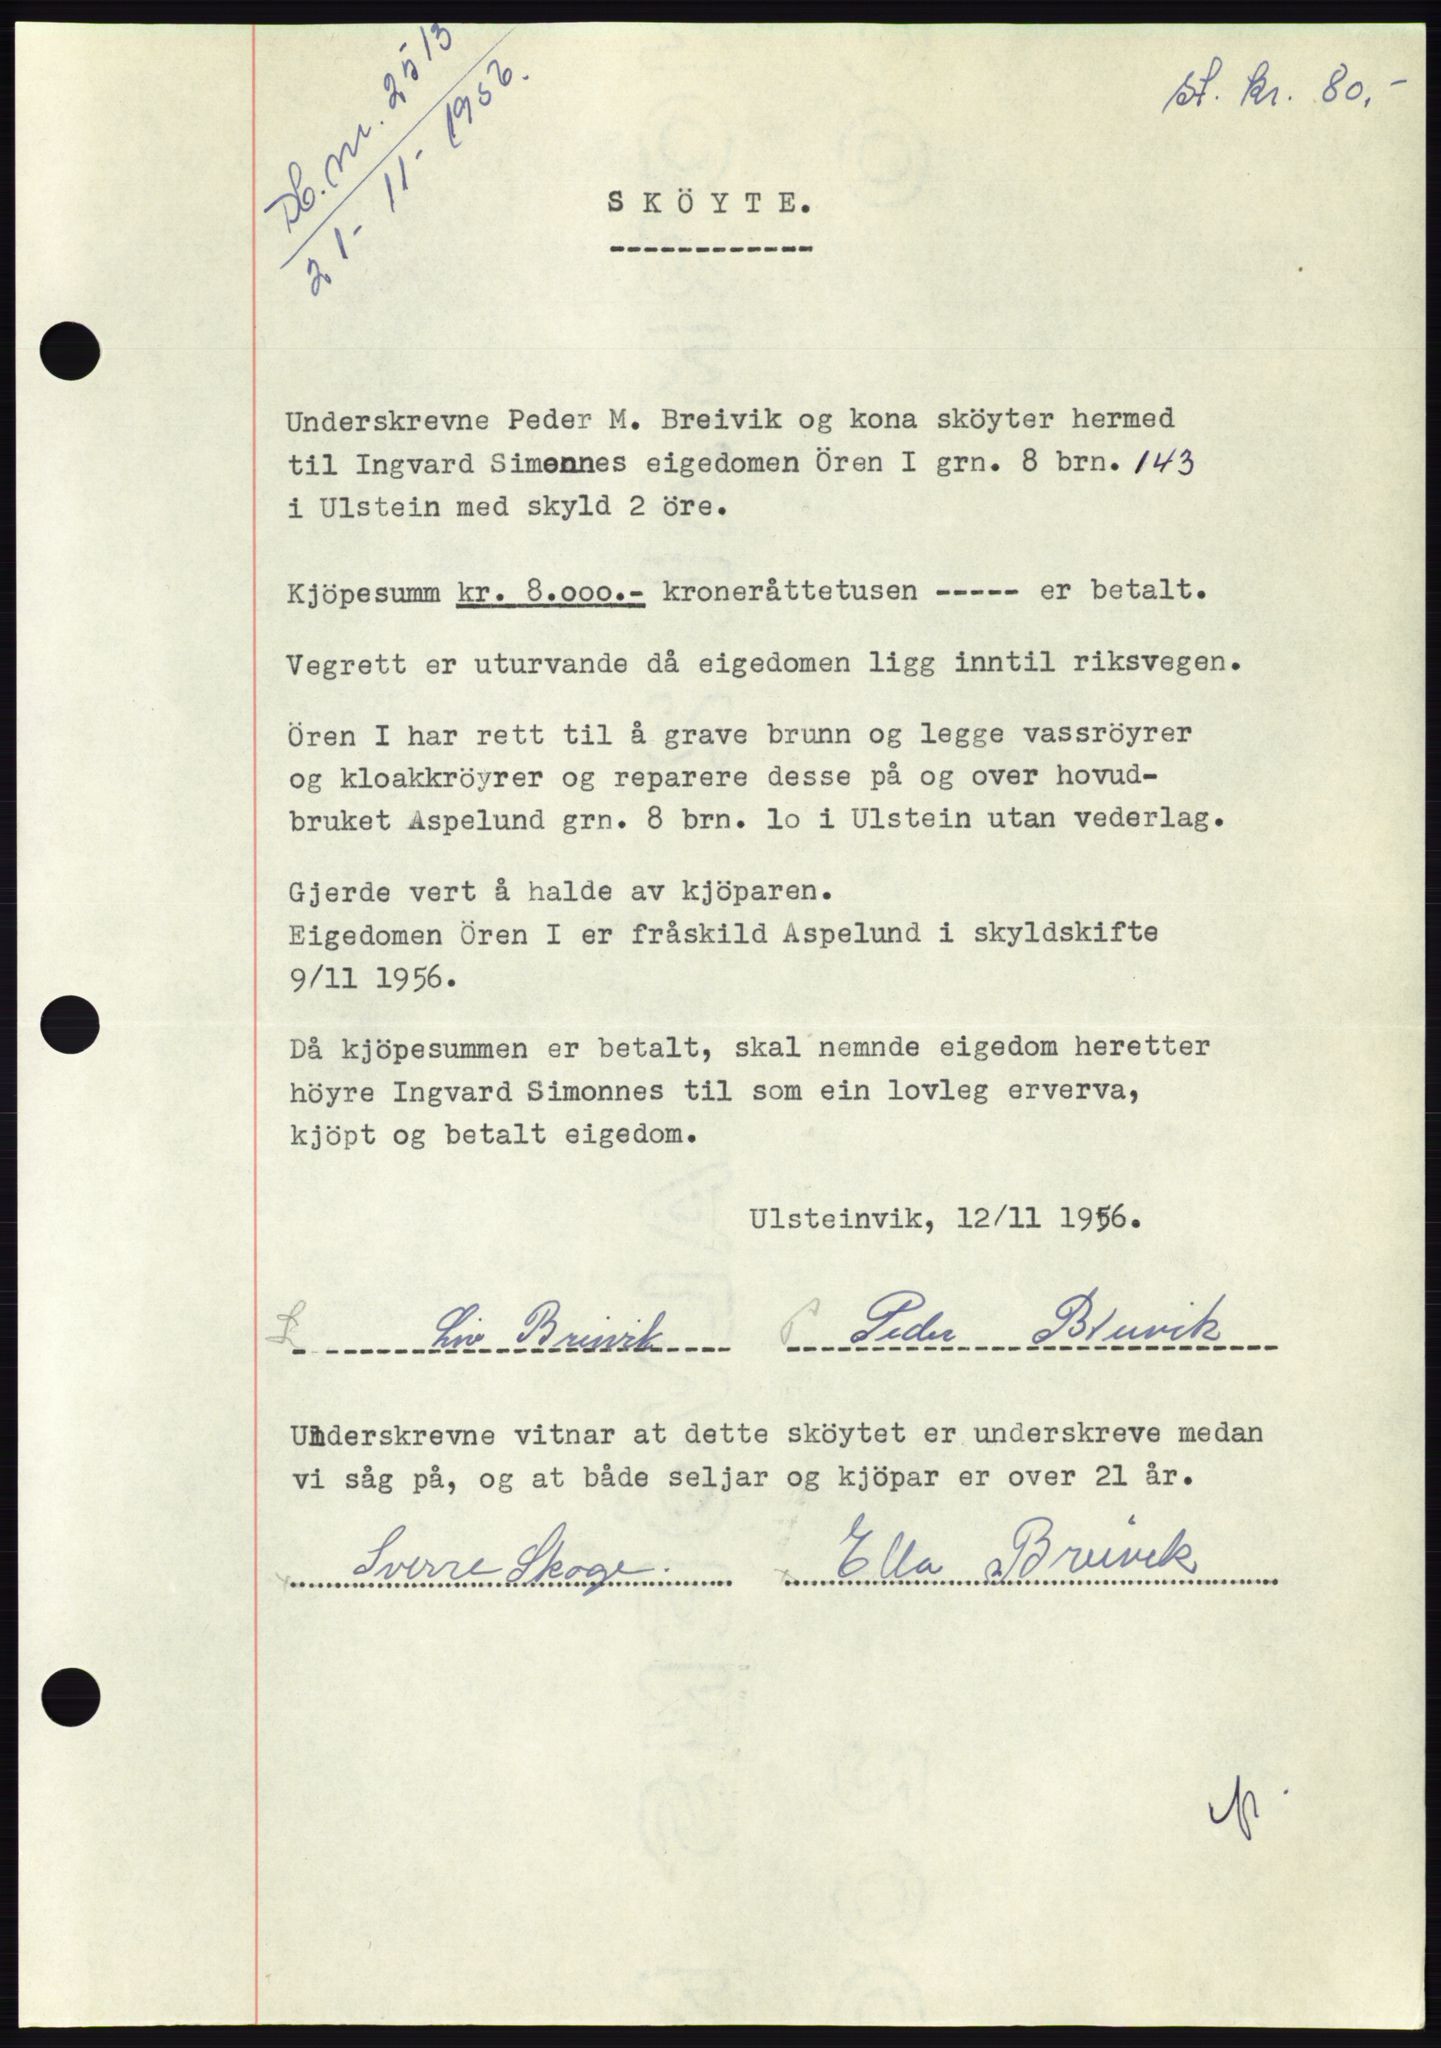 Db. nr. 2513
21-11-1956.
st. kr. 80,-
SKÖYTE.
Underskrevne Peder M. Breivik og kona sköyter hermed
til Ingvard Simonnes eigedomen Ören I grn. 8 brn. 143
i Ulstein med skyld 2 öre.
Kjöpesumm kr. 8.ooo.- kroneråttetusen ----- er betalt.
Vegrett er uturvande då eigedomen ligg inntil riksvegen.
Ören I har rett til å grave brunn og legge vassröyrer
og kloakkröyrer og reparere desse på og over hovud-
bruket Aspelund grn. 8 brn. lo i Ulstein utan vederlag.
Gjerde vert å halde av kjöparen.
Eigedomen Ören I er fråskild Aspelund i skyldskifte
9/11 1956.
Då kjöpesummen er betalt, skal nemnde eigedom heretter
höyre Ingvard Simonnes til som ein lovleg erverva,
kjöpt og betalt eigedom.
Ulsteinvik, 12/11 1956.
Liv Breivik Peder Breivik
Underskrevne vitnar at dette sköytet er underskreve medan
vi såg på, og at både seljar og kjöpar er over 21 år.
Sverre Skoge. Ella Breivik